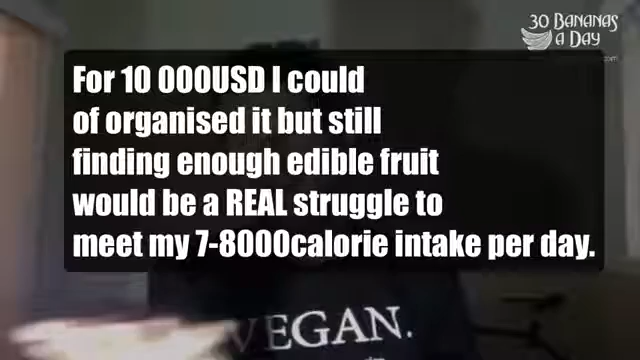 30 BANANAS
A DAY
.com
For 10 000USD I could
of organised it but still
finding enough edible fruit
would be a REAL struggle to
meet my 7-8000calorie intake per day.
VEGAN.